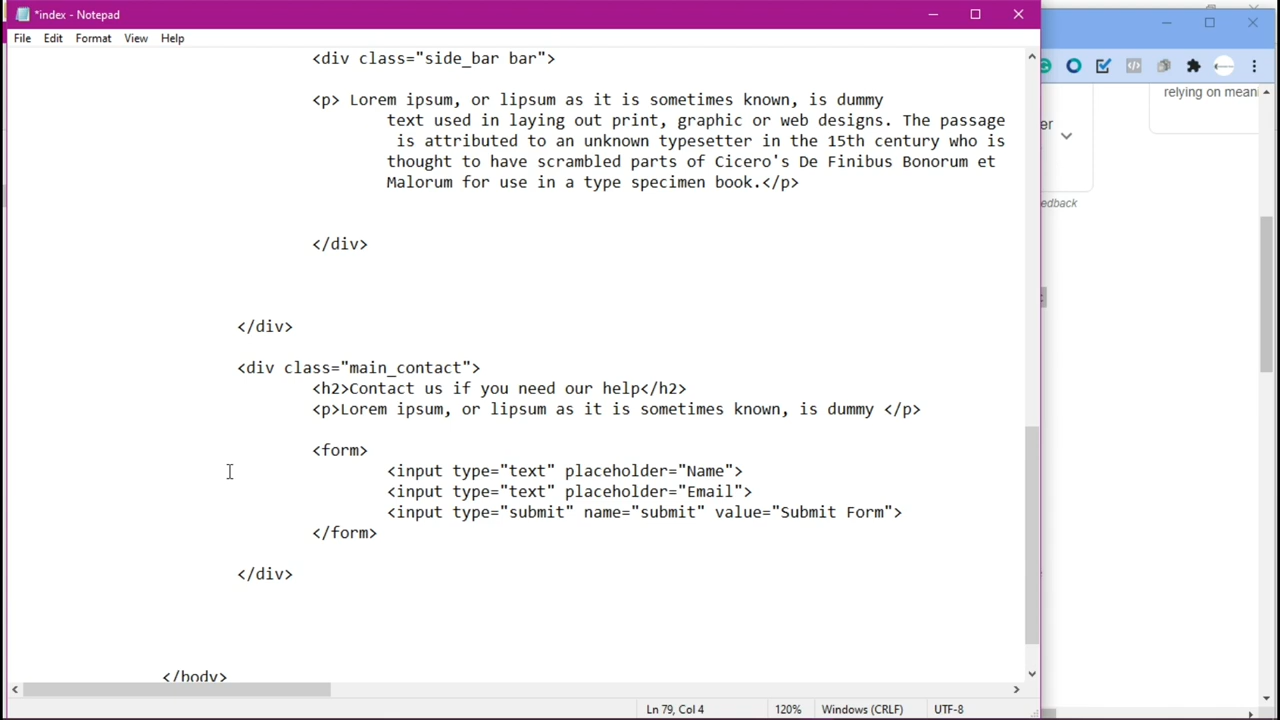 *index - Notepad
File Edit Format View Help
<div class="side_bar bar">
<p> Lorem ipsum, or lipsum as it is sometimes known, is dummy
text used in laying out print, graphic or web designs. The passage
is attributed to an unknown typesetter in the 15th century who is
thought to have scrambled parts of Cicero's De Finibus Bonorum et
Malorum for use in a type specimen book.</p>
</div>
</div>
<div class="main_contact">
<h2>Contact us if you need our help</h2>
<p>Lorem ipsum, or lipsum as it is sometimes known, is dummy </p>
<form>
<input type="text" placeholder="Name">
<input type="text" placeholder="Email">
<input type="submit" name="submit" value="Submit Form">
</form>
</div>
</body>
Ln 79, Col 4 120% Windows (CRLF) UTF-8
relying on meani
er
edback